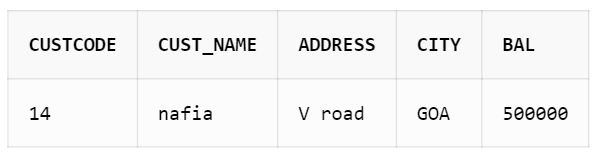 CUSTCODE CUST_NAME ADDRESS CITY BAL
14 nafia V road GOA 500000